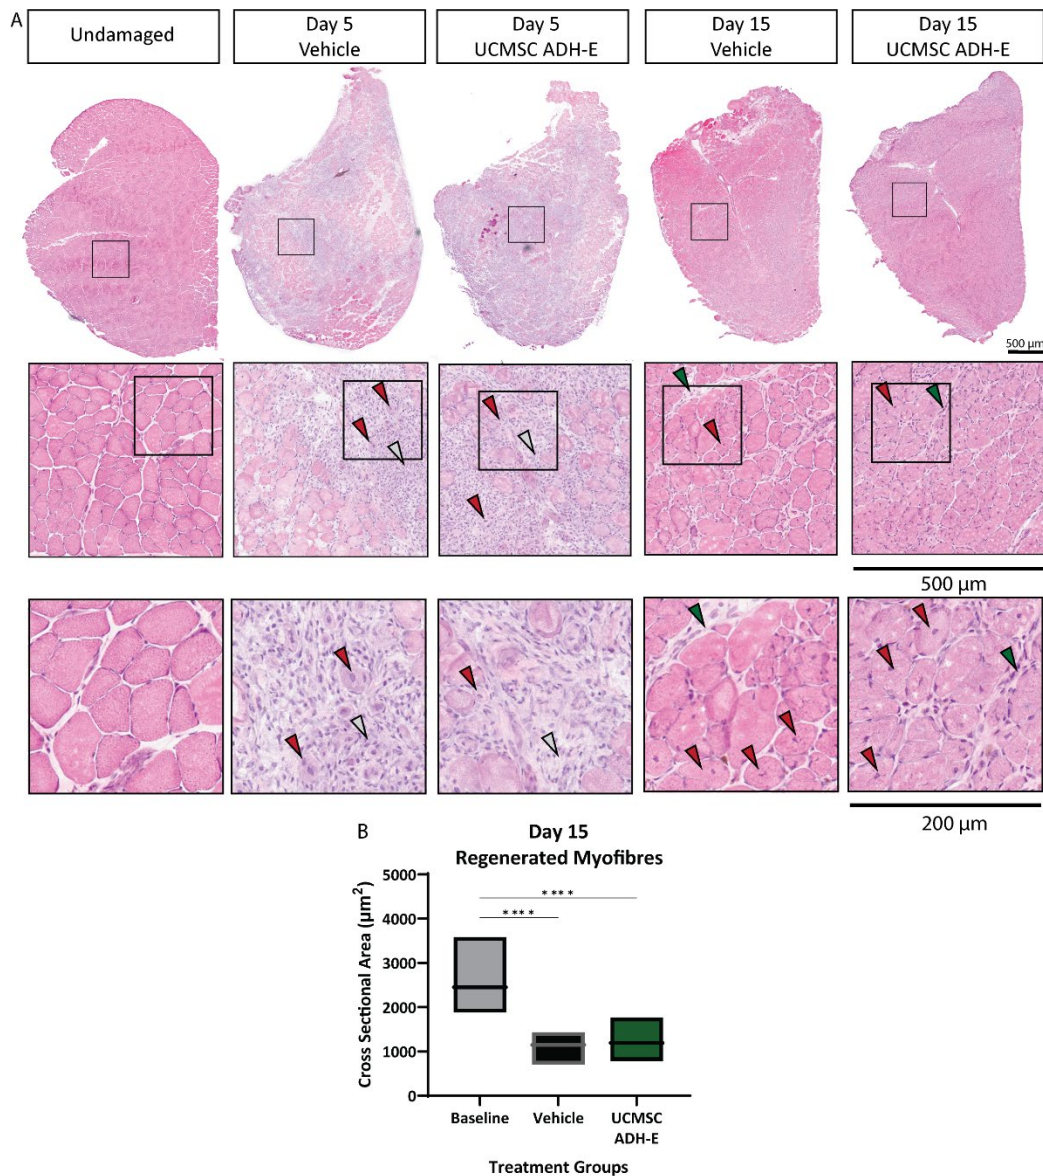 A
Undamaged
Day 5
Vehicle
Day 5
UCMSC ADH-E
Day 15
Vehicle
Day 15
UCMSC ADH-E
500 µm
500 µm
200 µm
B
Day 15
Regenerated Myofibres
Cross Sectional Area (µm²)
5000
4000
3000
2000
1000
0
****
****
Baseline
Vehicle
UCMSC
ADH-E
Treatment Groups